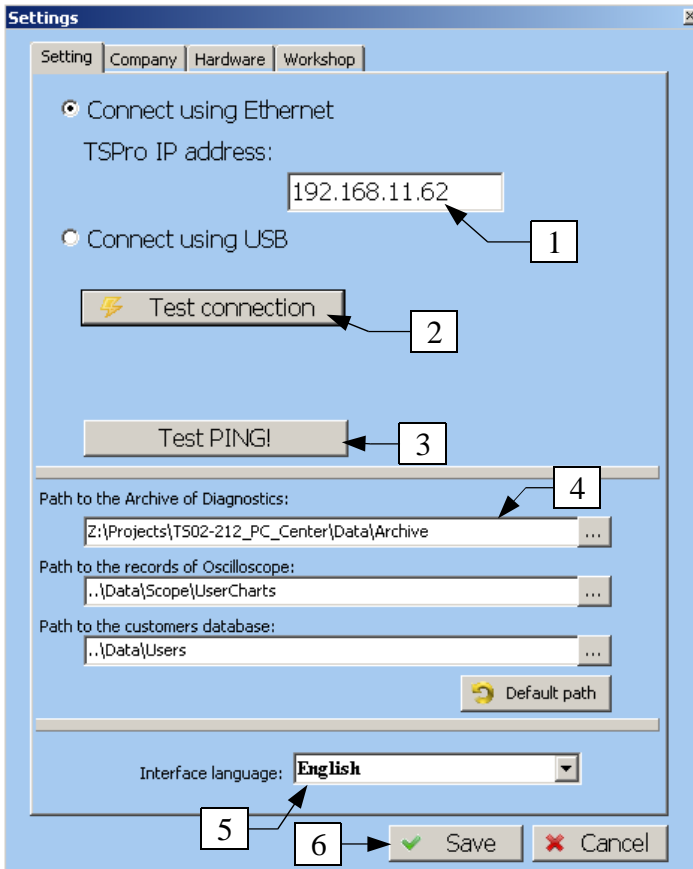 Settings
Setting Company Hardware Workshop
Connect using Ethernet
TSPro IP address:
192.168.11.62
1
Connect using USB
Test connection
2
Test PING!
3
4
Path to the Archive of Diagnostics:
Z:\Projects\TS02-212_PC_Center\Data\Archive ...
Path to the records of Oscilloscope:
..\Data\Scope\UserCharts ...
Path to the customers database:
..\Data\Users ...
Default path
Interface language: English
5
6 Save Cancel